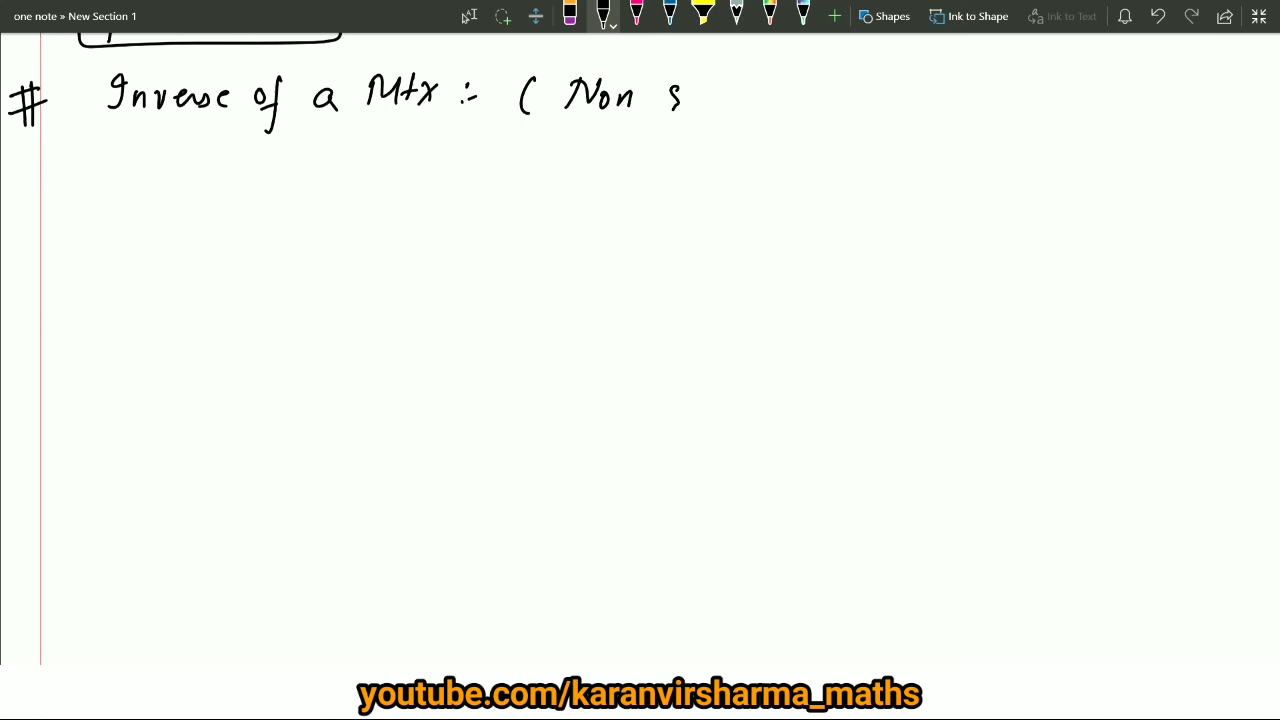 one note » New Section 1 Shapes Ink to Shape Ink to Text
# Inverse of a Mtx :- ( Non s
youtube.com/karanvirsharma_maths